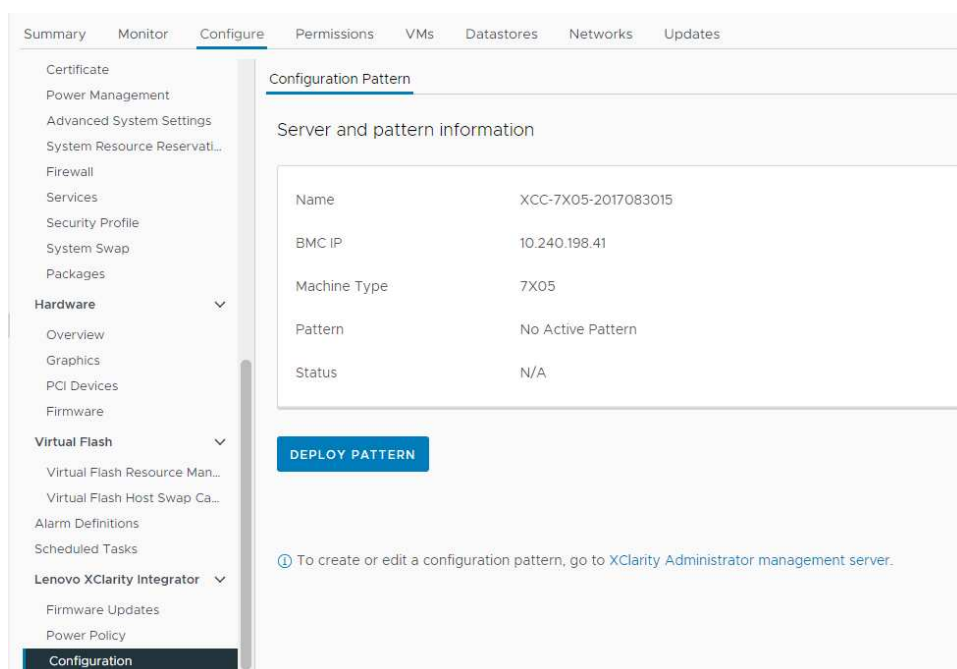 Summary Monitor Configure Permissions VMs Datastores Networks Updates
Certificate
Power Management
Advanced System Settings
System Resource Reservati...
Firewall
Services
Security Profile
System Swap
Packages
Hardware
Overview
Graphics
PCI Devices
Firmware
Virtual Flash
Virtual Flash Resource Man...
Virtual Flash Host Swap Ca...
Alarm Definitions
Scheduled Tasks
Lenovo XClarity Integrator
Firmware Updates
Power Policy
Configuration
Configuration Pattern
Server and pattern information
Name XCC-7X05-2017083015
BMC IP 10.240.198.41
Machine Type 7X05
Pattern No Active Pattern
Status N/A
DEPLOY PATTERN
To create or edit a configuration pattern, go to XClarity Administrator management server.